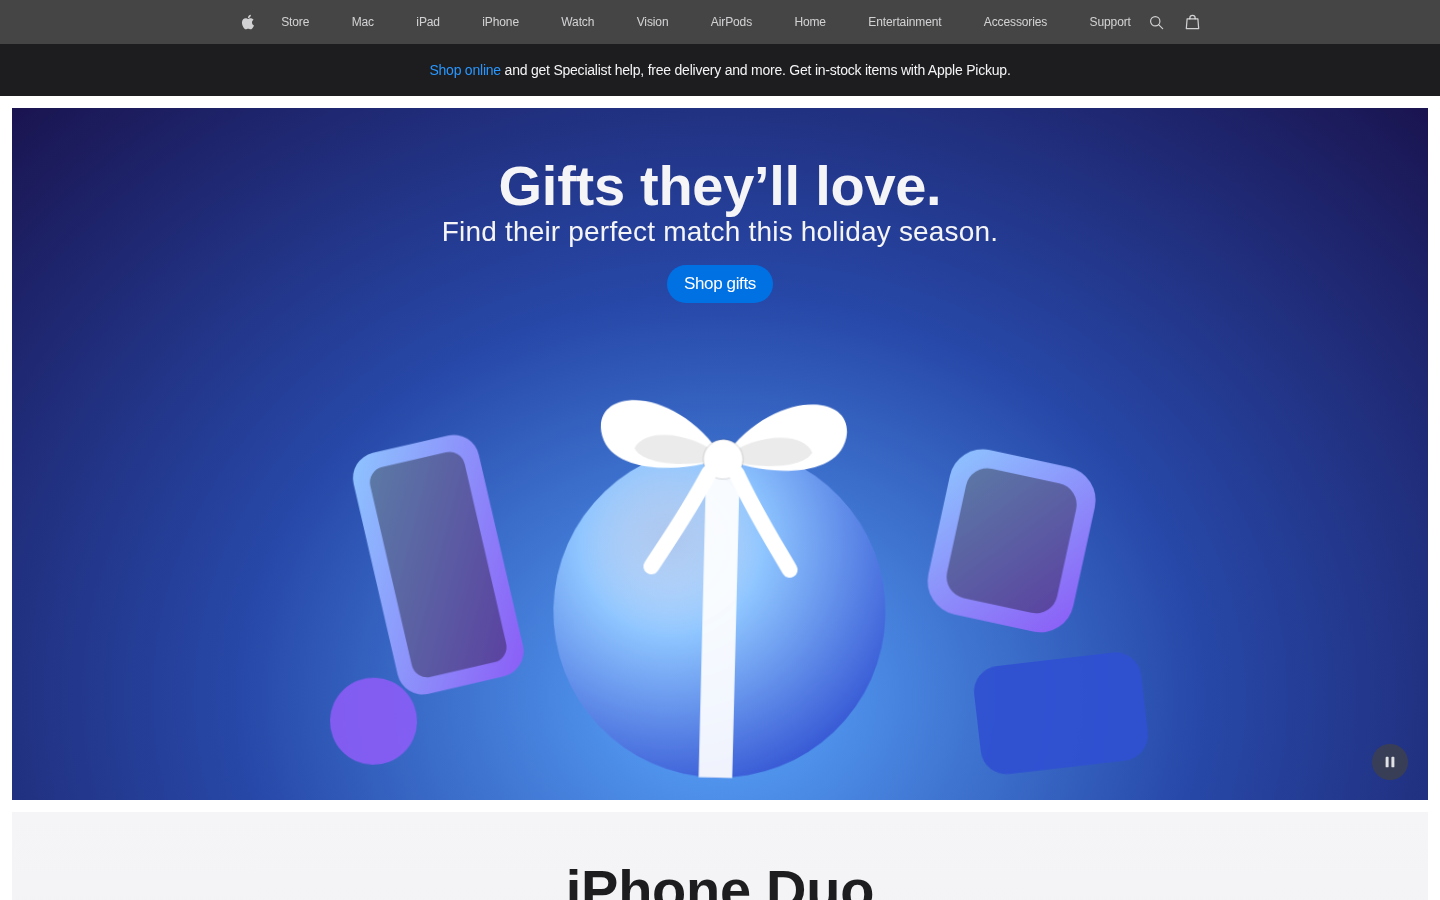 Store Mac iPad iPhone Watch Vision AirPods Home Entertainment Accessories Support
Shop online and get Specialist help, free delivery and more. Get in-stock items with Apple Pickup.
Gifts they’ll love.
Find their perfect match this holiday season.
Shop gifts
iPhone Duo